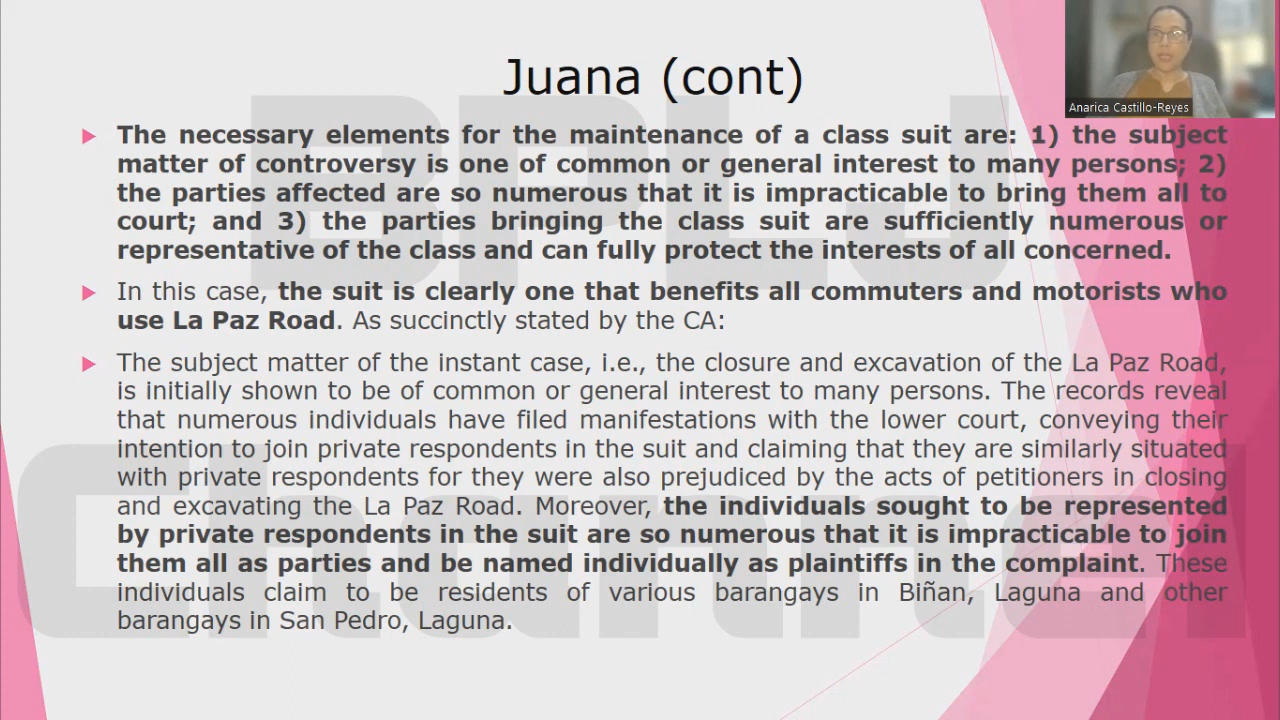 Juana (cont)
Anarica Castillo-Reyes
The necessary elements for the maintenance of a class suit are: 1) the subject
matter of controversy is one of common or general interest to many persons; 2)
the parties affected are so numerous that it is impracticable to bring them all to
court; and 3) the parties bringing the class suit are sufficiently numerous or
representative of the class and can fully protect the interests of all concerned.
In this case, the suit is clearly one that benefits all commuters and motorists who
use La Paz Road. As succinctly stated by the CA:
The subject matter of the instant case, i.e., the closure and excavation of the La Paz Road,
is initially shown to be of common or general interest to many persons. The records reveal
that numerous individuals have filed manifestations with the lower court, conveying their
intention to join private respondents in the suit and claiming that they are similarly situated
with private respondents for they were also prejudiced by the acts of petitioners in closing
and excavating the La Paz Road. Moreover, the individuals sought to be represented
by private respondents in the suit are so numerous that it is impracticable to join
them all as parties and be named individually as plaintiffs in the complaint. These
individuals claim to be residents of various barangays in Biñan, Laguna and other
barangays in San Pedro, Laguna.
BPLJ
Channel